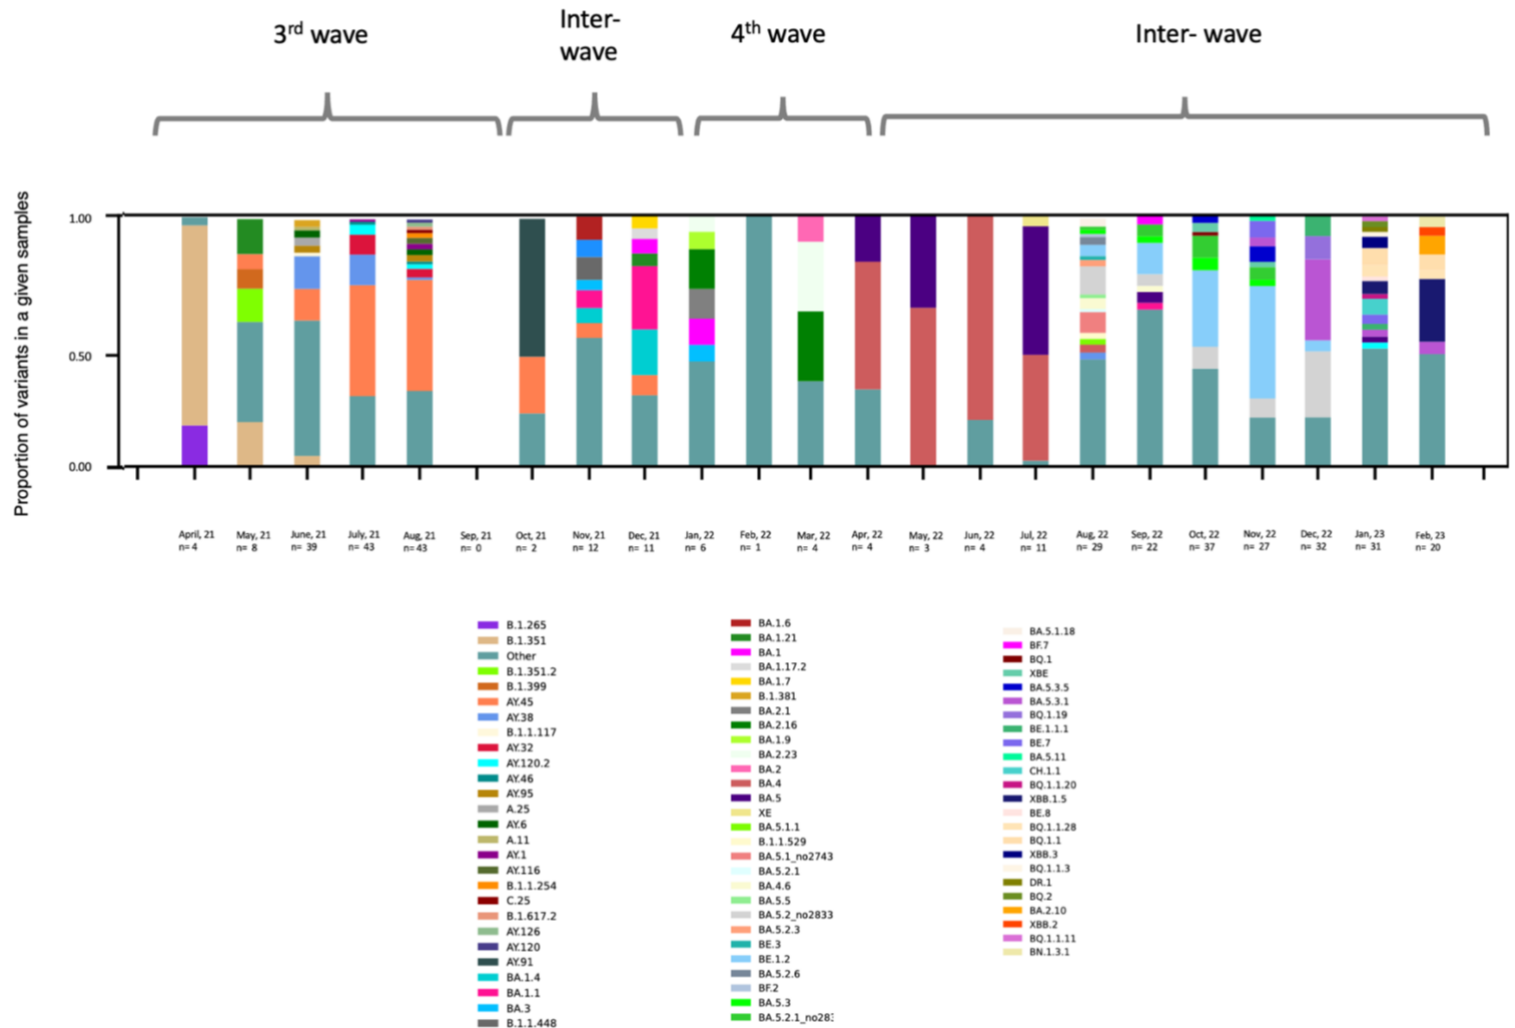 3rd wave
Inter-
wave
4th wave
Inter- wave
Proportion of variants in a given samples
1.00
0.50
0.00
April, 21
n= 4
May, 21
n= 8
June, 21
n= 39
July, 21
n= 43
Aug, 21
n= 43
Sep, 21
n= 0
Oct, 21
n= 2
Nov, 21
n= 12
Dec, 21
n= 11
Jan, 22
n= 6
Feb, 22
n= 1
Mar, 22
n= 4
Apr, 22
n= 4
May, 22
n= 3
Jun, 22
n= 4
Jul, 22
n= 11
Aug, 22
n= 29
Sep, 22
n= 22
Oct, 22
n= 37
Nov, 22
n= 27
Dec, 22
n= 32
Jan, 23
n= 31
Feb, 23
n= 20
B.1.265
B.1.351
Other
B.1.351.2
B.1.399
AY.45
AY.38
B.1.1.117
AY.32
AY.120.2
AY.46
AY.95
A.25
AY.6
A.11
AY.1
AY.116
B.1.1.254
C.25
B.1.617.2
AY.126
AY.120
AY.91
BA.1.4
BA.1.1
BA.3
B.1.1.448
BA.1.6
BA.1.21
BA.1
BA.1.17.2
BA.1.7
B.1.381
BA.2.1
BA.2.16
BA.1.9
BA.2.23
BA.2
BA.4
BA.5
XE
BA.5.1.1
B.1.1.529
BA.5.1_no2743
BA.5.2.1
BA.4.6
BA.5.5
BA.5.2_no2833
BA.5.2.3
BE.3
BE.1.2
BA.5.2.6
BF.2
BA.5.3
BA.5.2.1_no28
BA.5.1.18
BF.7
BQ.1
XBE
BA.5.3.5
BA.5.3.1
BQ.1.19
BE.1.1.1
BE.7
BA.5.11
CH.1.1
BQ.1.1.20
XBB.1.5
BE.8
BQ.1.1.28
BQ.1.1
XBB.3
BQ.1.1.3
DR.1
BQ.2
BA.2.10
XBB.2
BQ.1.1.11
BN.1.3.1